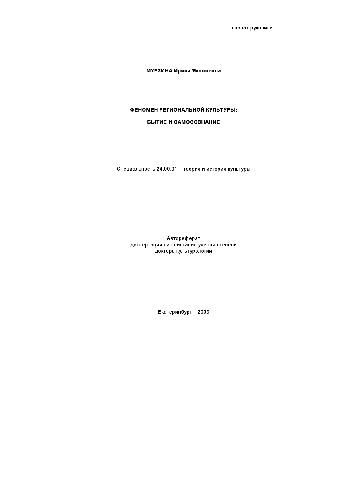 На правах рукописи
МУРЗИНА Ирина Яковлевна
ФЕНОМЕН РЕГИОНАЛЬНОЙ КУЛЬТУРЫ:
БЫТИЕ И САМОСОЗНАНИЕ
Специальность 24.00.01 – теория и история культуры
Автореферат
диссертации на соискание ученой степени
доктора культурологии
Екатеринбург – 2003